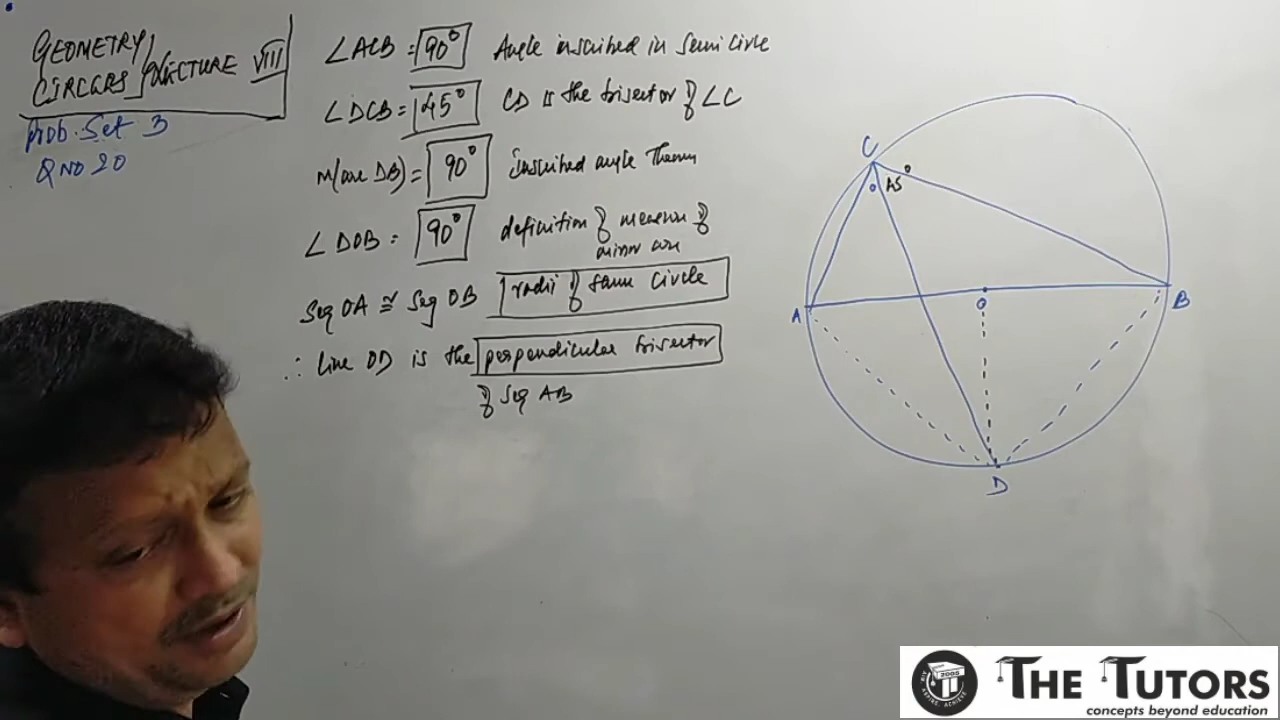 GEOMETRY
CIRCLES / LECTURE VIII
Prob. Set 3
Q NO 20
∠ACB = 90° Angle inscribed in semi circle
∠DCB = 45° CD is the bisector of ∠C
m(arc DB) = 90° Inscribed angle Theorem
∠DOB = 90° definition of measure of
minor arc
Seg OA ≅ Seg OB radii of same circle
∴ Line OD is the perpendicular bisector
of Seg AB
C
45°
A
O
B
D
2005
THE TUTORS
concepts beyond education